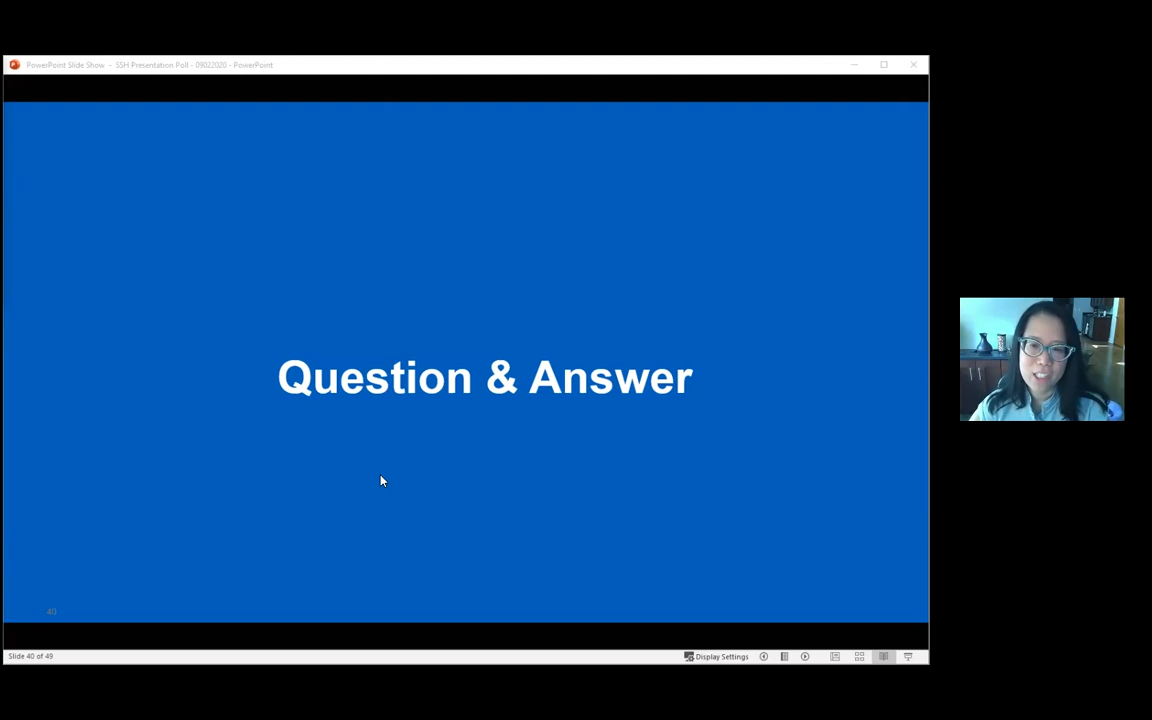 PowerPoint Slide Show - SSH Presentation Poll - 09022020 - PowerPoint
Question & Answer
40
Slide 40 of 49
Display Settings